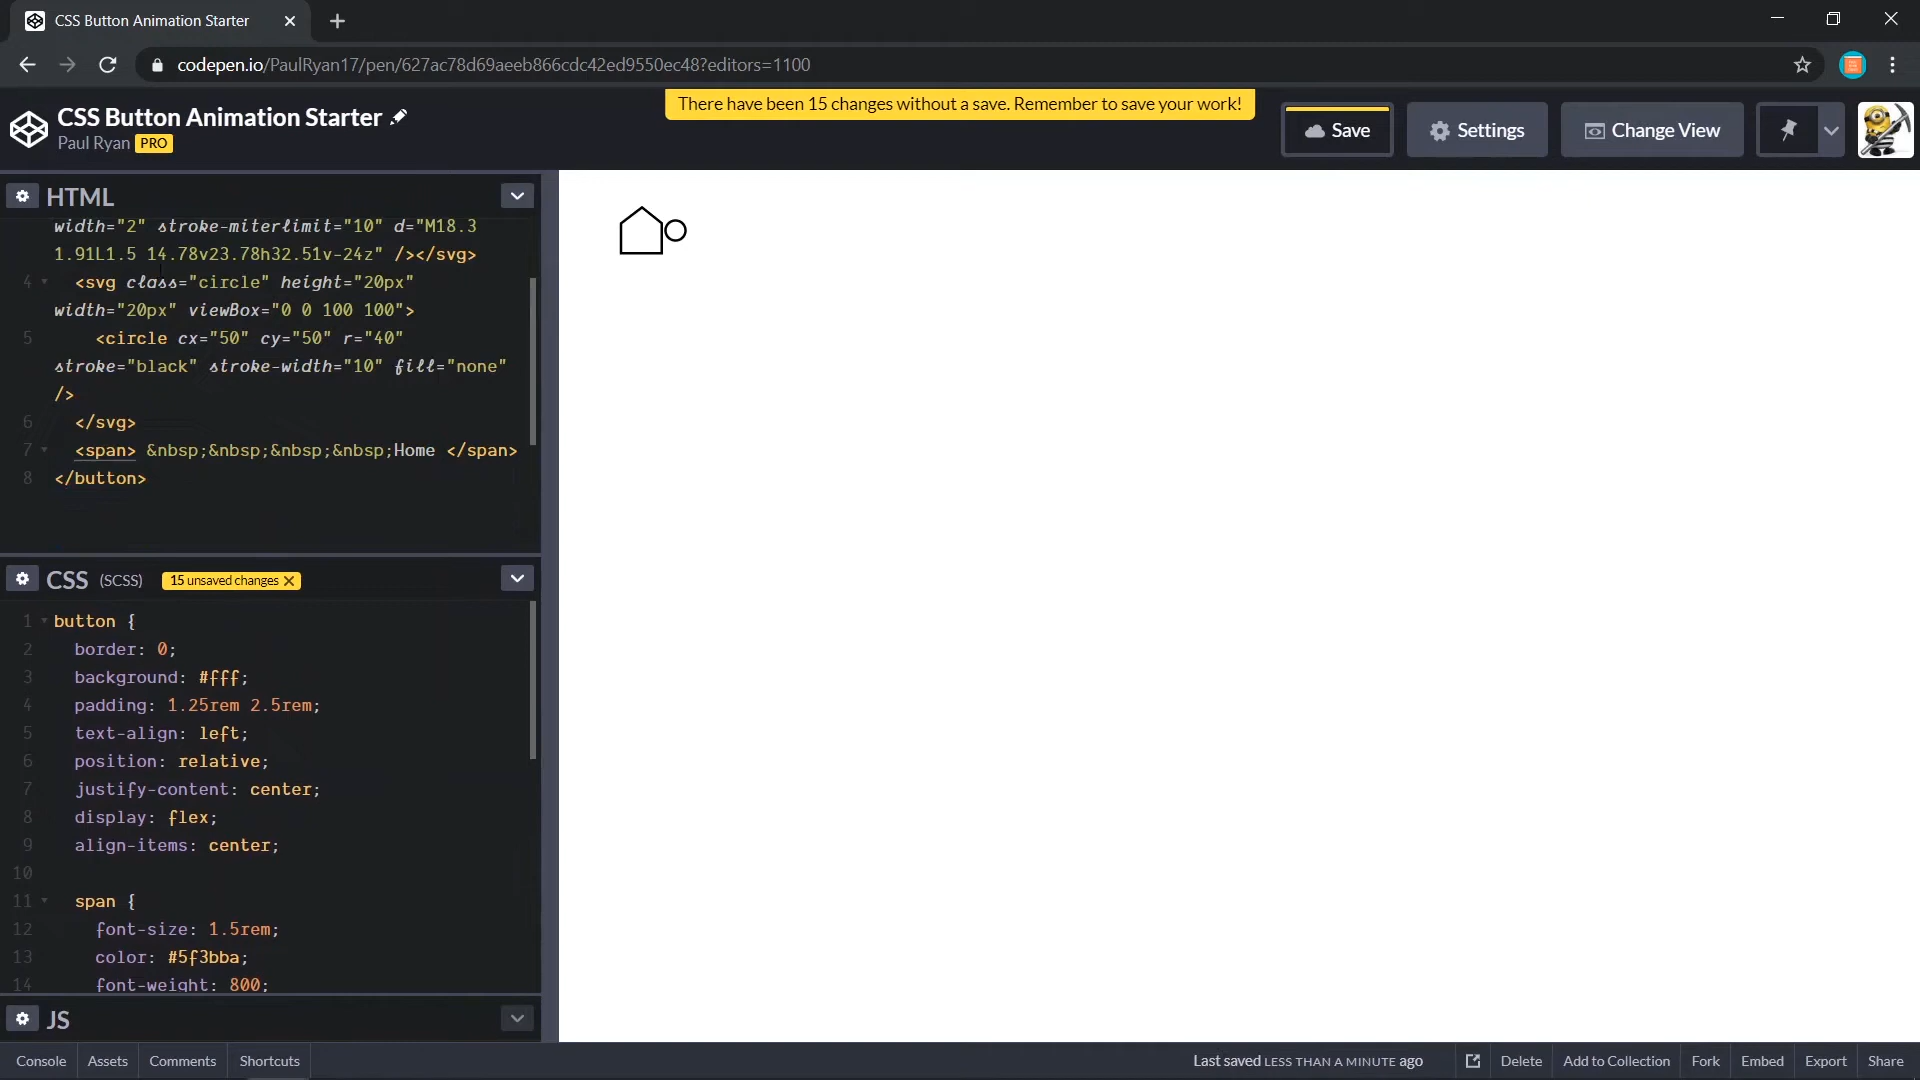 CSS Button Animation Starter
codepen.io/PaulRyan17/pen/627ac78d69aeeb866cdc42ed9550ec48?editors=1100
CSS Button Animation Starter
Paul Ryan PRO
There have been 15 changes without a save. Remember to save your work!
Save
Settings
Change View
HTML
width="2" stroke-miterlimit="10" d="M18.3
1.91L1.5 14.78v23.78h32.51v-24z" /></svg>
4 <svg class="circle" height="20px"
width="20px" viewBox="0 0 100 100">
5 <circle cx="50" cy="50" r="40"
stroke="black" stroke-width="10" fill="none"
/>
6 </svg>
7 <span> &nbsp;&nbsp;&nbsp;&nbsp;Home </span>
8 </button>
CSS (SCSS) 15 unsaved changes
1 button {
2 border: 0;
3 background: #fff;
4 padding: 1.25rem 2.5rem;
5 text-align: left;
6 position: relative;
7 justify-content: center;
8 display: flex;
9 align-items: center;
10
11 span {
12 font-size: 1.5rem;
13 color: #5f3bba;
14 font-weight: 800;
JS
Console Assets Comments Shortcuts Last saved LESS THAN A MINUTE ago Delete Add to Collection Fork Embed Export Share